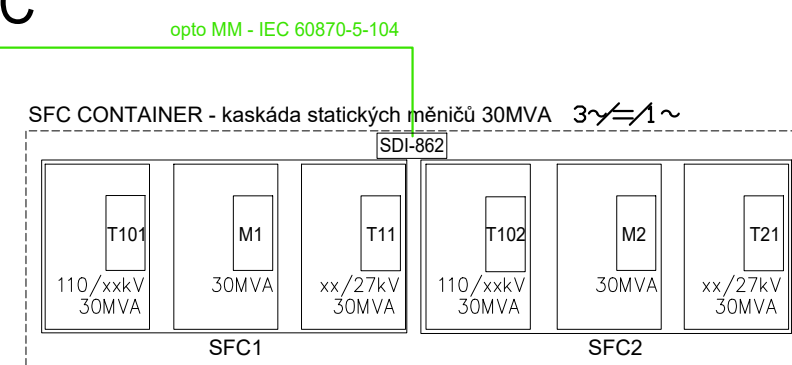 C
opto MM - IEC 60870-5-104
SFC CONTAINER - kaskáda statických měničů 30MVA 3~/=/1~
SDI-862
T101 M1 T11 T102 M2 T21
110/xxkV 30MVA xx/27kV 110/xxkV 30MVA xx/27kV
30MVA 30MVA 30MVA 30MVA
SFC1 SFC2